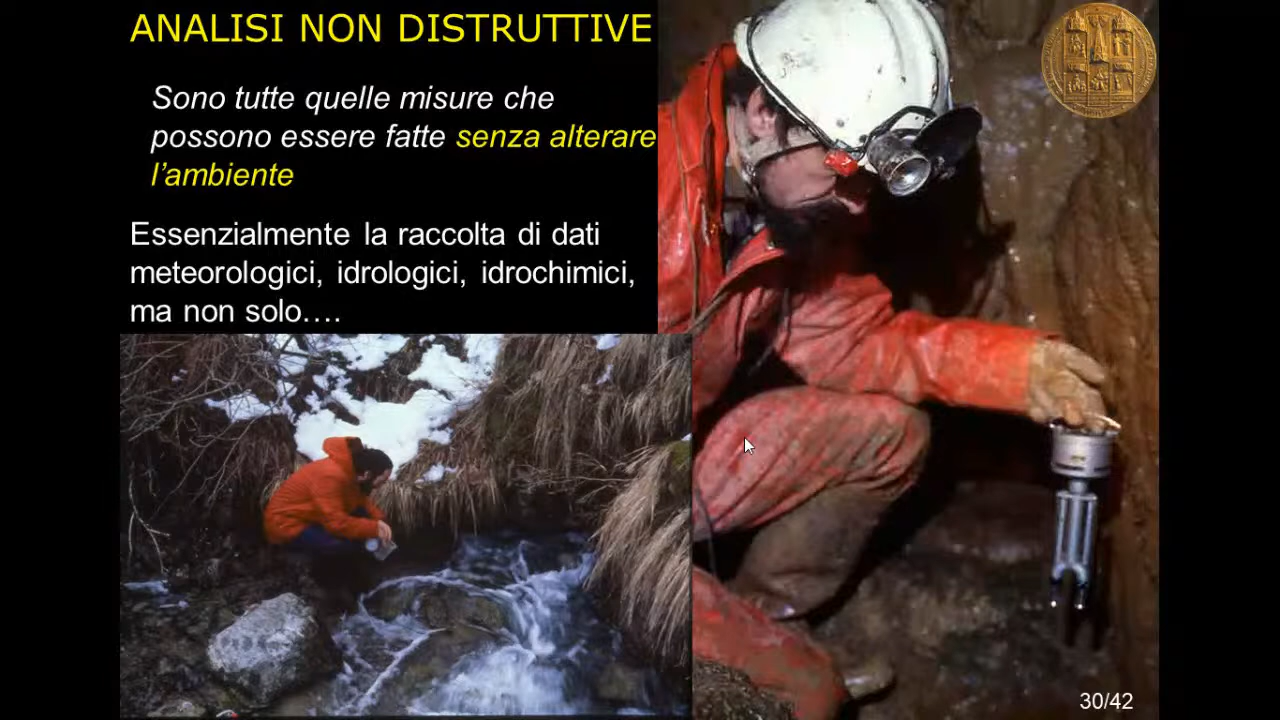 ANALISI NON DISTRUTTIVE
Sono tutte quelle misure che
possono essere fatte senza alterare
l’ambiente
Essenzialmente la raccolta di dati
meteorologici, idrologici, idrochimici,
ma non solo….
30/42